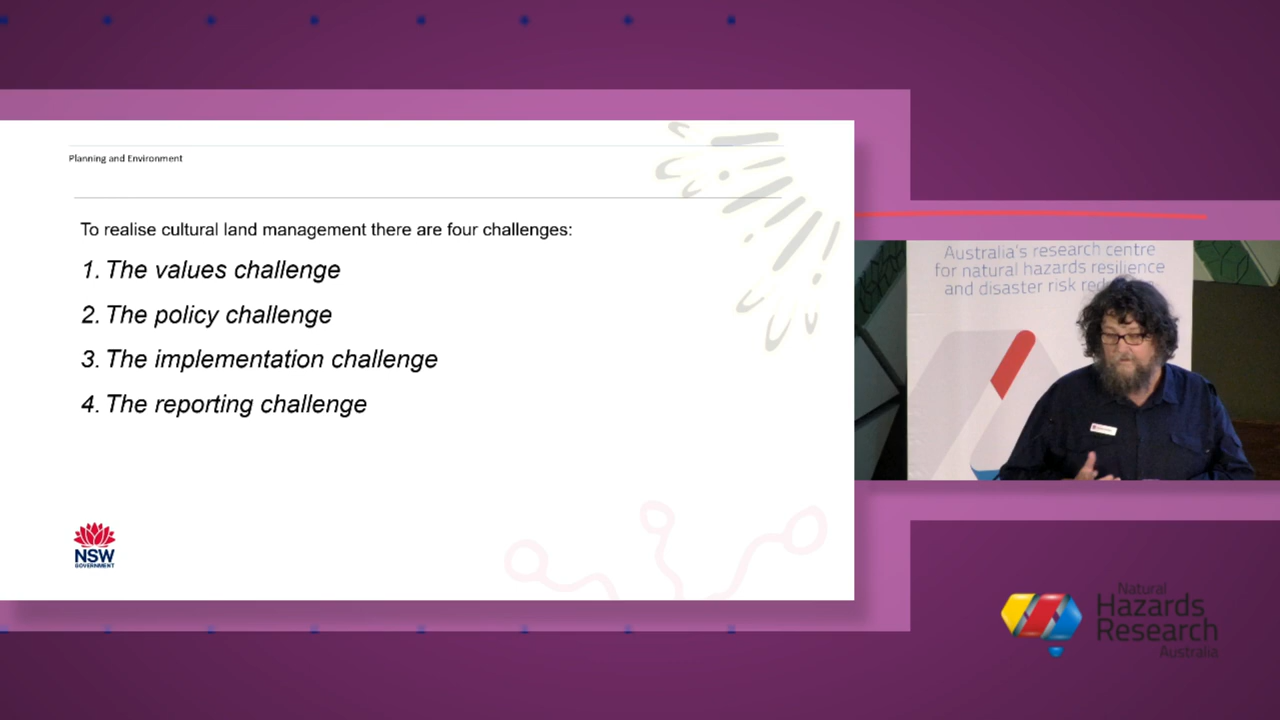 Planning and Environment
To realise cultural land management there are four challenges:
1. The values challenge
2. The policy challenge
3. The implementation challenge
4. The reporting challenge
NSW
GOVERNMENT
Australia's research centre
for natural hazards resilience
and disaster risk
Natural
Hazards
Research
Australia